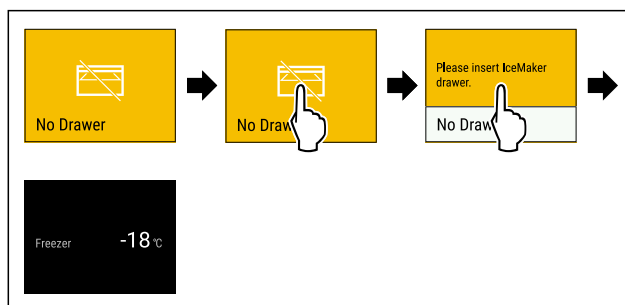 No Drawer
No Draw
Please insert IceMaker
drawer.
No Draw
Freezer
-18 °C